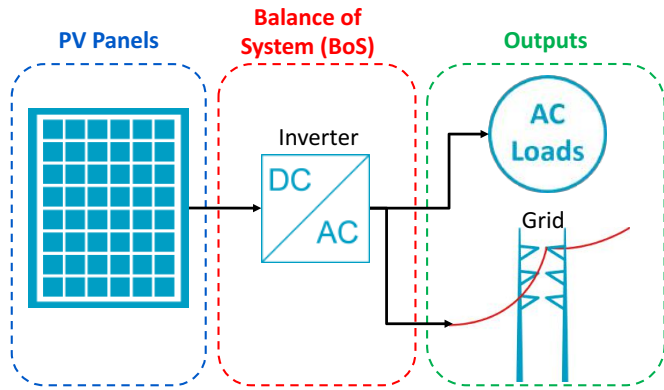 PV Panels
Balance of
System (BoS)
Outputs
Inverter
DC
AC
AC
Loads
Grid